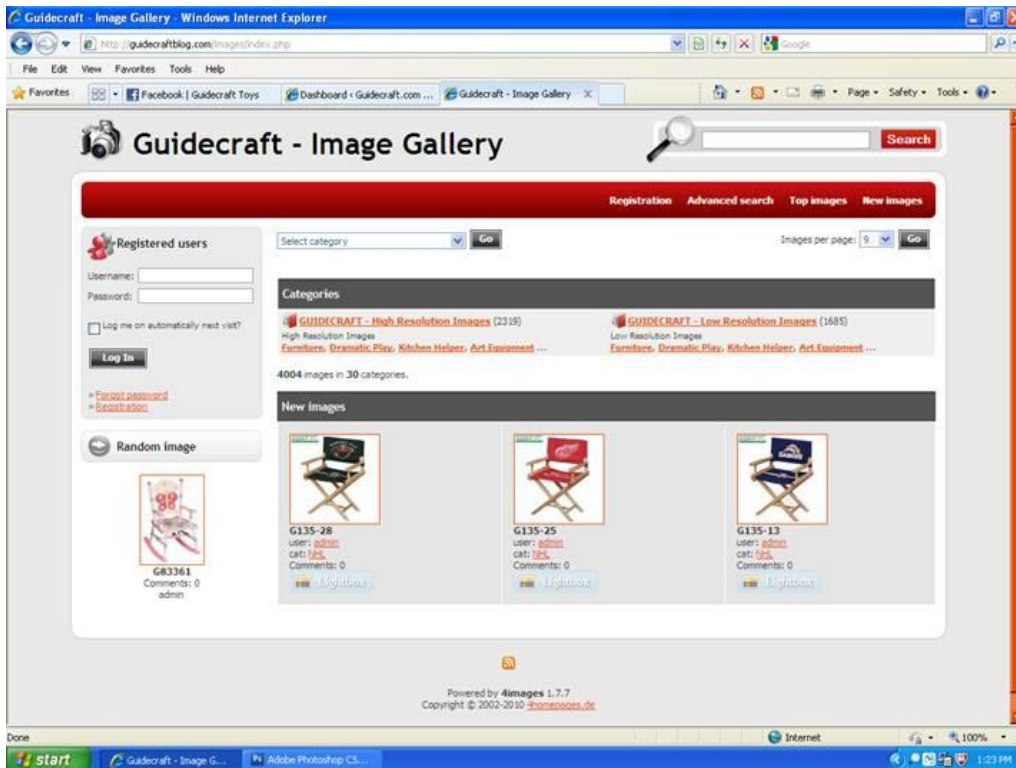 Guidecraft - Image Gallery - Windows Internet Explorer
http://guidecraftblog.com/images/index.php
Google
File Edit View Favorites Tools Help
Favorites
Facebook | Guidecraft Toys
Dashboard ‹ Guidecraft.com ...
Guidecraft - Image Gallery
Page Safety Tools
Guidecraft - Image Gallery
Search
Registration Advanced search Top images New images
Registered users
Username:
Password:
Log me on automatically next visit?
Log In
» Forgot password
» Registration
Random image
G83361
Comments: 0
admin
Select category
Go
Images per page: 9
Go
Categories
GUIDECRAFT - High Resolution Images (2319)
High Resolution Images
Furniture, Dramatic Play, Kitchen Helper, Art Equipment ...
GUIDECRAFT - Low Resolution Images (1685)
Low Resolution Images
Furniture, Dramatic Play, Kitchen Helper, Art Equipment ...
4004 images in 30 categories.
New images
G135-28
user: admin
cat: NHL
Comments: 0
Lightbox
G135-25
user: admin
cat: NHL
Comments: 0
Lightbox
G135-13
user: admin
cat: NHL
Comments: 0
Lightbox
Powered by 4images 1.7.7
Copyright © 2002-2010 4homepages.de
Done
Internet
100%
start
Guidecraft - Image G...
Adobe Photoshop CS...
1:23 PM